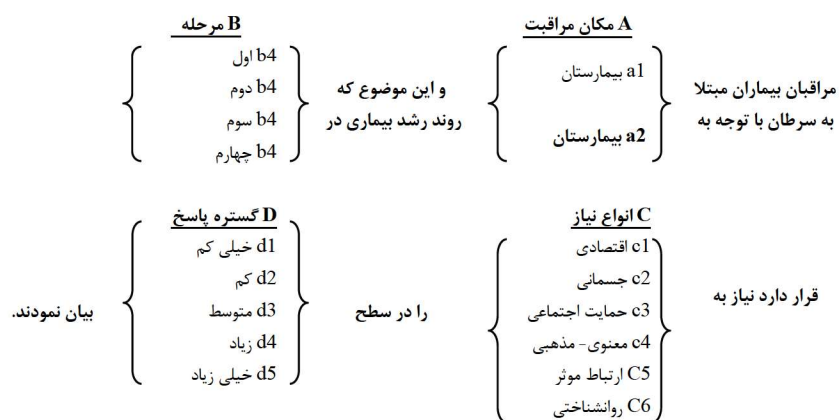 A مکان مراقبت
B مرحله
مراقبان بیماران مبتلا
به سرطان با توجه به
a1 بیمارستان
a2 بیمارستان
و این موضوع که
روند رشد بیماری در
b4 اول
b4 دوم
b4 سوم
b4 چهارم
C انواع نیاز
D گستره پاسخ
قرار دارد نیاز به
c1 اقتصادی
c2 جسمانی
c3 حمایت اجتماعی
c4 معنوی- مذهبی
C5 ارتباط موثر
C6 روانشناختی
را در سطح
d1 خیلی کم
d2 کم
d3 متوسط
d4 زیاد
d5 خیلی زیاد
بیان نمودند.